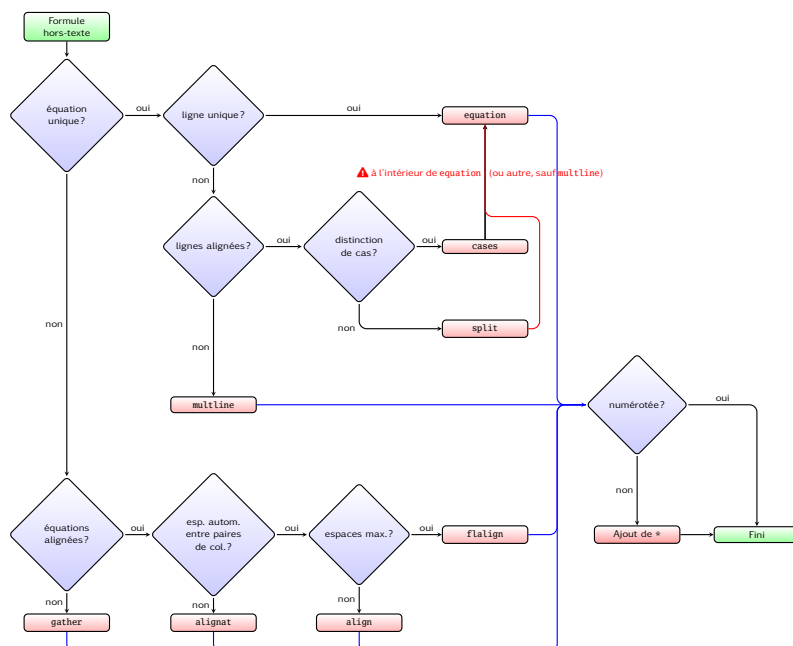 Formule
hors-texte
équation
unique?
oui
ligne unique?
oui
equation
non
⚠ à l'intérieur de equation (ou autre, sauf multline)
lignes alignées?
oui
distinction
de cas?
oui
cases
non
non
split
non
multline
numérotée?
oui
non
équations
alignées?
oui
esp. autom.
entre paires
de col.?
oui
espaces max.?
oui
flalign
Ajout de *
Fini
non
non
non
gather
alignat
align